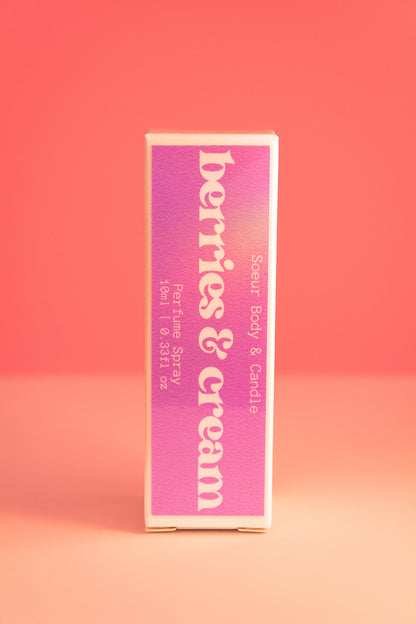 Soeur Body & Candle
berries & cream
Perfume Spray
10ml | 0.33fl oz